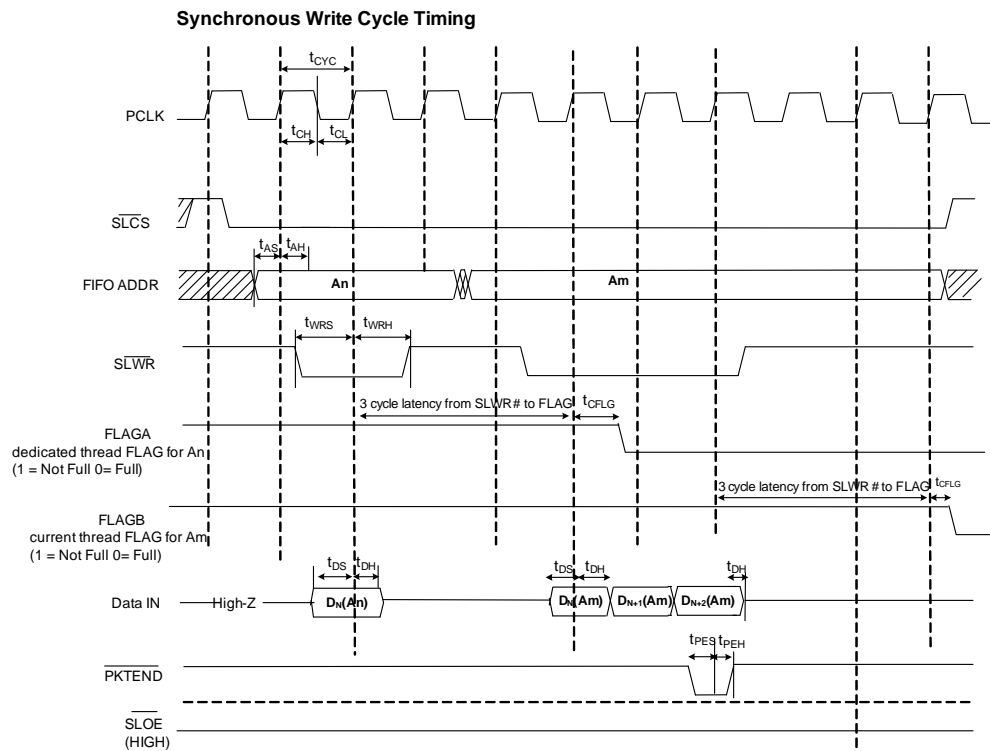 Synchronous Write Cycle Timing
tCYC
PCLK
tCH
tCL
SLCS
tAS
tAH
FIFO ADDR
An
Am
tWRS
tWRH
SLWR
3 cycle latency from SLWR# to FLAG
tCFLG
FLAGA
dedicated thread FLAG for An
(1 = Not Full 0= Full)
3 cycle latency from SLWR # to FLAG
tCFLG
FLAGB
current thread FLAG for Am
(1 = Not Full 0= Full)
tDS
tDH
tDS
tDH
tDH
Data IN
High-Z
DN(An)
DN(Am)
DN+1(Am)
DN+2(Am)
tPES
tPEH
PKTEND
SLOE
(HIGH)